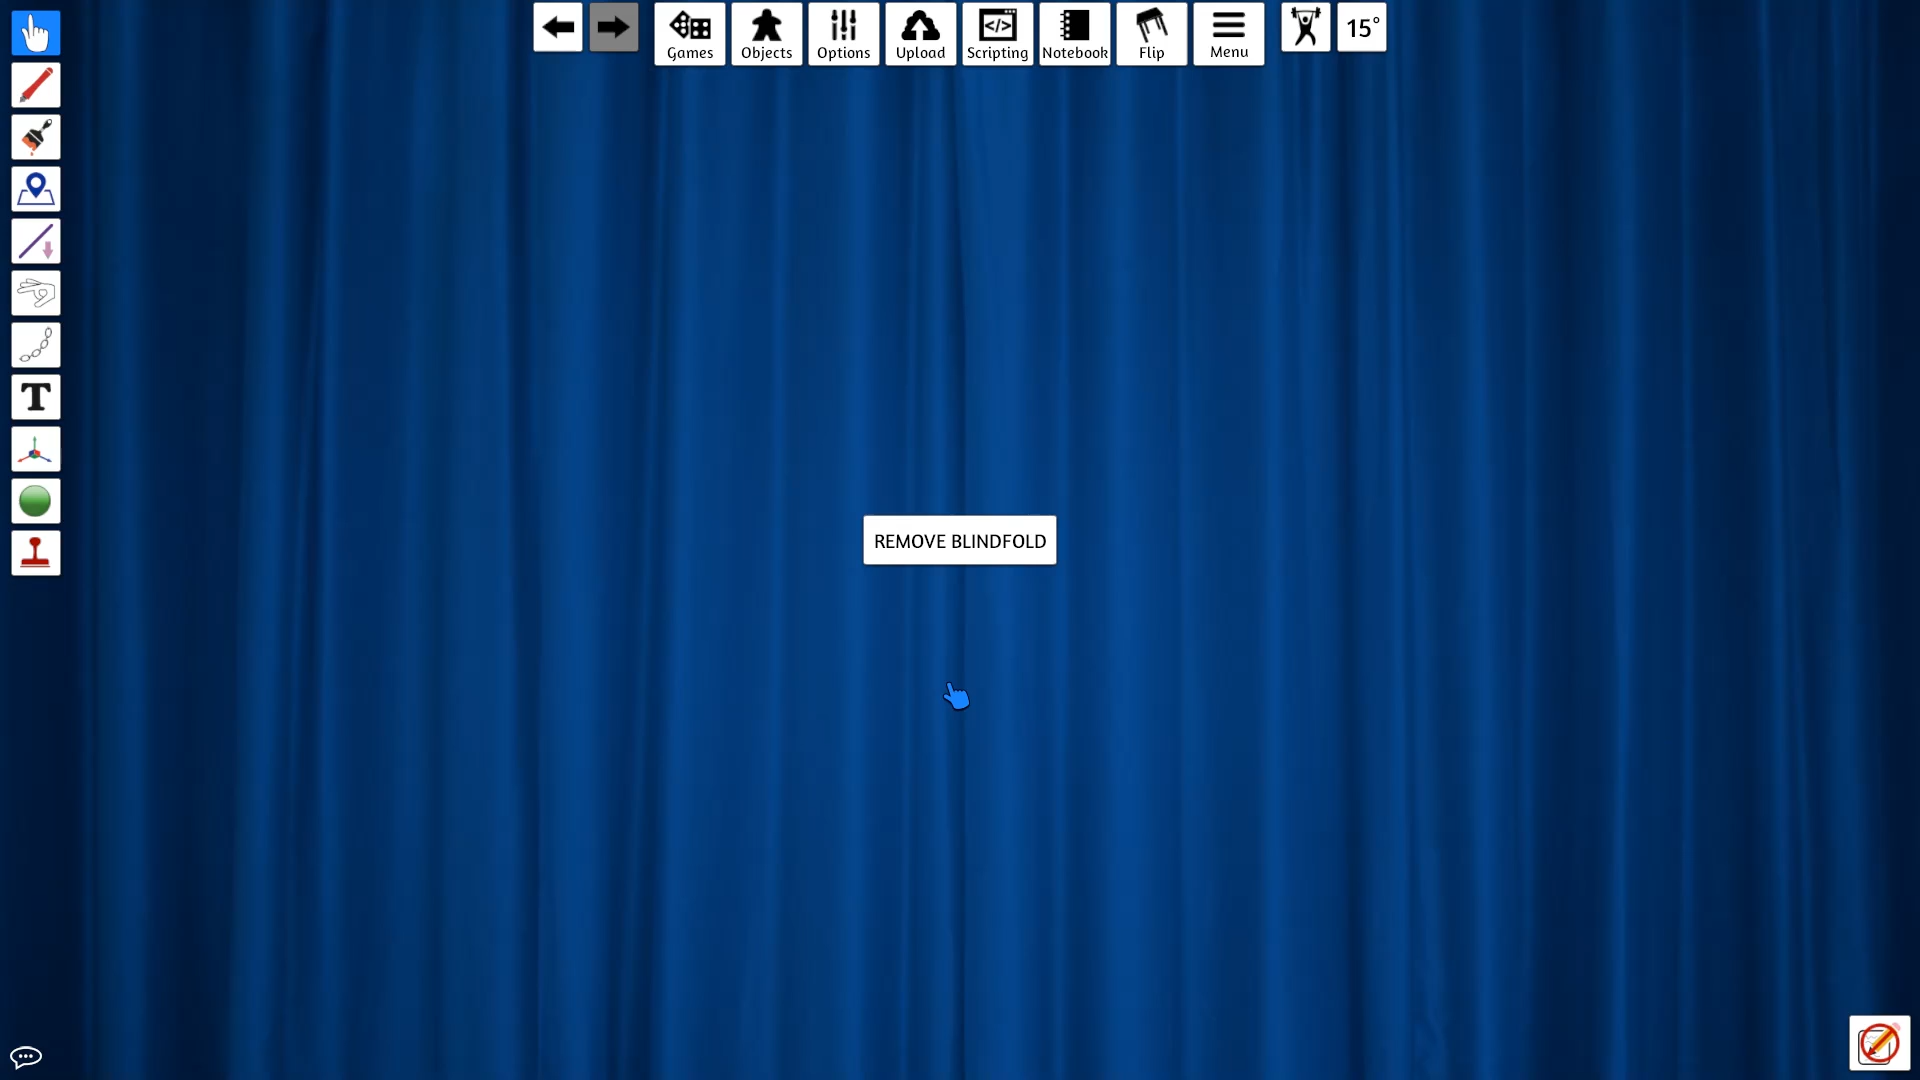 Games
Objects
Options
Upload
Scripting
Notebook
Flip
Menu
15°
T
REMOVE BLINDFOLD